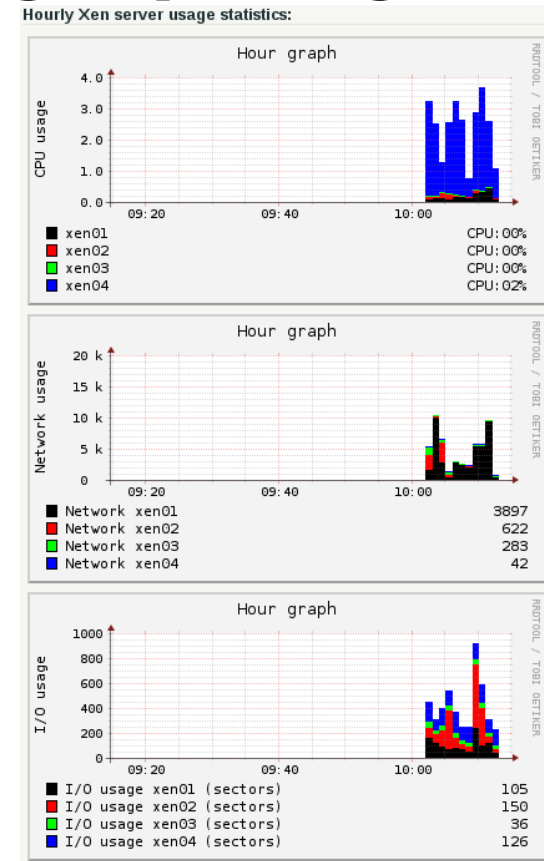 Hourly Xen server usage statistics:
Hour graph
RRDTOOL / TOBI OETIKER
CPU usage
4.0
3.0
2.0
1.0
0.0
09:20 09:40 10:00
xen01 CPU:00%
xen02 CPU:00%
xen03 CPU:00%
xen04 CPU:02%
Hour graph
RRDTOOL / TOBI OETIKER
Network usage
20 k
15 k
10 k
5 k
0
09:20 09:40 10:00
Network xen01 3897
Network xen02 622
Network xen03 283
Network xen04 42
Hour graph
RRDTOOL / TOBI OETIKER
I/O usage
1000
800
600
400
200
0
09:20 09:40 10:00
I/O usage xen01 (sectors) 105
I/O usage xen02 (sectors) 150
I/O usage xen03 (sectors) 36
I/O usage xen04 (sectors) 126